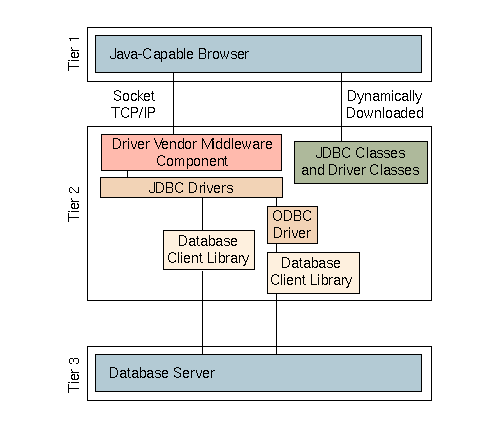 Tier 1
Java-Capable Browser
Socket
TCP/IP
Dynamically
Downloaded
Tier 2
Driver Vendor Middleware
Component
JDBC Classes
and Driver Classes
JDBC Drivers
ODBC
Driver
Database
Client Library
Database
Client Library
Tier 3
Database Server